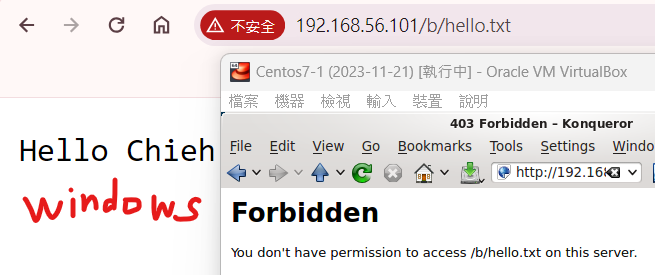 不安全 192.168.56.101/b/hello.txt
Centos7-1 (2023-11-21) [執行中] - Oracle VM VirtualBox
檔案 機器 檢視 輸入 裝置 說明
403 Forbidden – Konqueror
File Edit View Go Bookmarks Tools Settings Windo
http://192.16
Hello Chieh
windows
Forbidden
You don't have permission to access /b/hello.txt on this server.